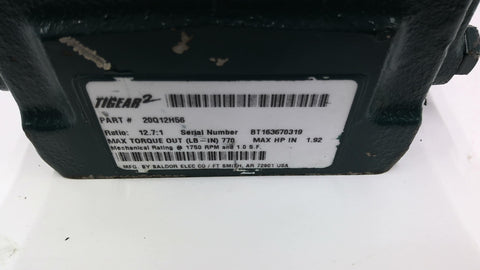 TIGEAR2
PART # 20Q12H56
Ratio: 12.7:1 Serial Number BT163670319
MAX TORQUE OUT (LB-IN) 770 MAX HP IN 1.92
Mechanical Rating @ 1750 RPM and 1.0 S.F.
MFG. BY BALDOR ELEC CO / FT SMITH, AR 72901 USA